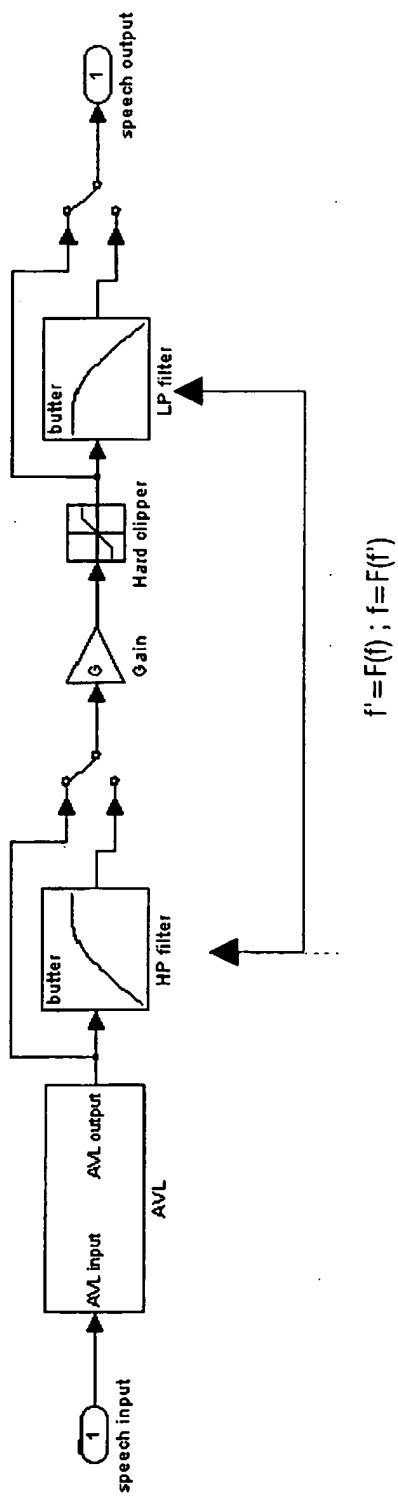 1
speech input
AVL input
AVL output
AVL
butter
HP filter
G
Gain
Hard clipper
butter
LP filter
1
speech output
f'=F(f) ; f=F(f')